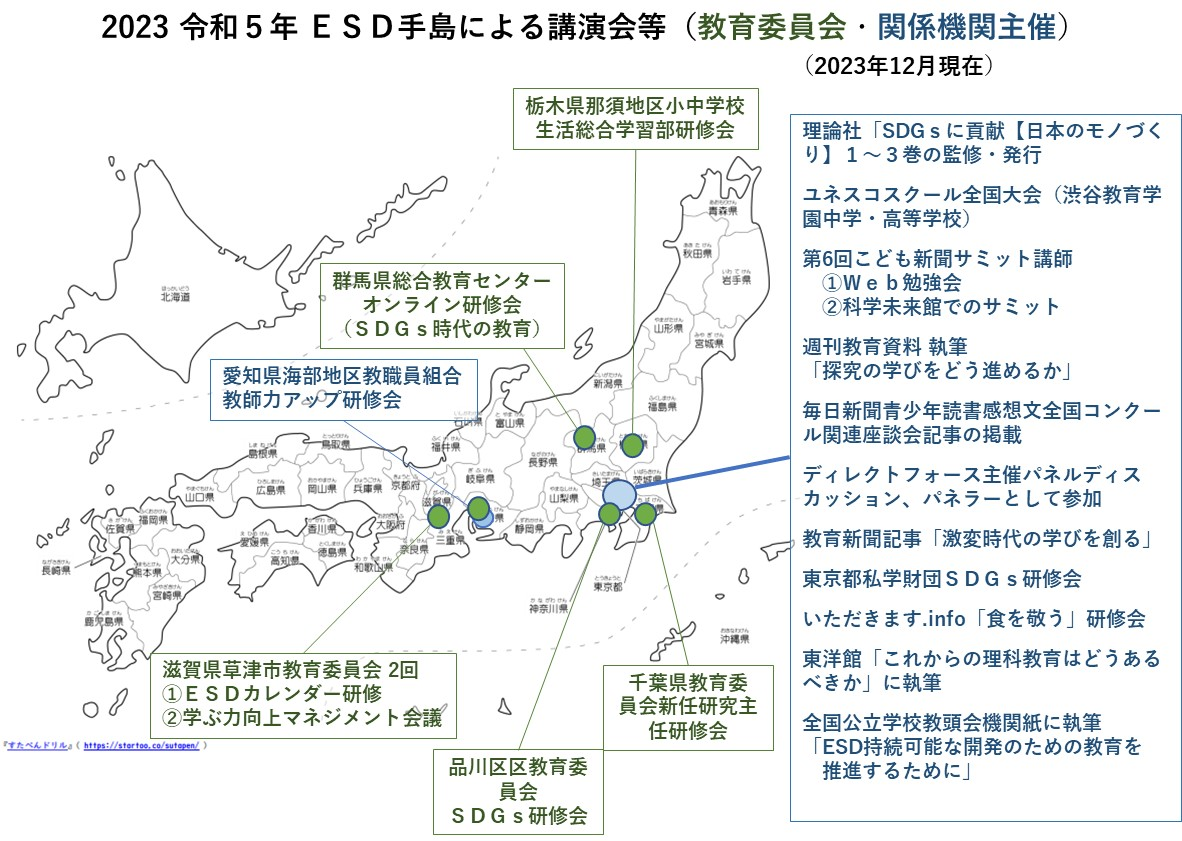 2023 令和５年 ＥＳＤ手島による講演会等（教育委員会・関係機関主催）
（2023年12月現在）
栃木県那須地区小中学校
生活総合学習部研修会
群馬県総合教育センター
オンライン研修会
（ＳＤＧｓ時代の教育）
愛知県海部地区教職員組合
教師力アップ研修会
理論社「SDGｓに貢献【日本のモノづく
り】１～３巻の監修・発行
ユネスコスクール全国大会（渋谷教育学
園中学・高等学校）
第6回こども新聞サミット講師
①Ｗｅｂ勉強会
②科学未来館でのサミット
週刊教育資料 執筆
「探究の学びをどう進めるか」
毎日新聞青少年読書感想文全国コンクー
ル関連座談会記事の掲載
ディレクトフォース主催パネルディス
カッション、パネラーとして参加
教育新聞記事「激変時代の学びを創る」
東京都私学財団ＳＤＧｓ研修会
いただきます.info「食を敬う」研修会
東洋館「これからの理科教育はどうある
べきか」に執筆
全国公立学校教頭会機関紙に執筆
「ESD持続可能な開発のための教育を
推進するために」
北海道
青森県
秋田県
岩手県
山形県
宮城県
新潟県
福島県
石川県
富山県
福井県
長野県
岐阜県
埼玉
茨城県
山梨県
静岡県
島根県
鳥取県
山口県
広島県
岡山県
兵庫県
京都府
滋賀県
大阪府
三重県
奈良県
和歌山県
香川県
徳島県
愛媛県
高知県
福岡県
佐賀県
長崎県
大分県
熊本県
宮崎県
鹿児島県
東京都
神奈川県
沖縄県
滋賀県草津市教育委員会 2回
①ＥＳＤカレンダー研修
②学ぶ力向上マネジメント会議
千葉県教育委
員会新任研究主
任研修会
品川区区教育委
員会
ＳＤＧｓ研修会
『すたぺんドリル』( https://startoo.co/sutapen/ )